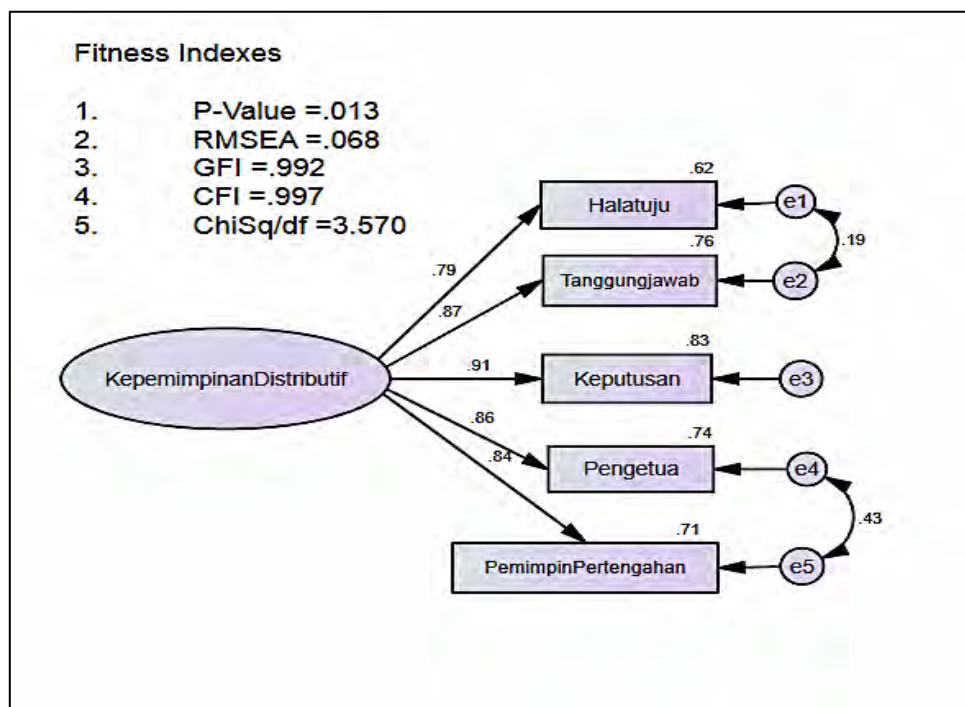 Fitness Indexes
1. P-Value =.013
2. RMSEA =.068
3. GFI =.992
4. CFI =.997
5. ChiSq/df =3.570
.62
Halatuju
e1
.19
.79
.76
Tanggungjawab
e2
.87
.83
KepemimpinanDistributif
.91
Keputusan
e3
.86
.74
Pengetua
e4
.84
.43
.71
PemimpinPertengahan
e5